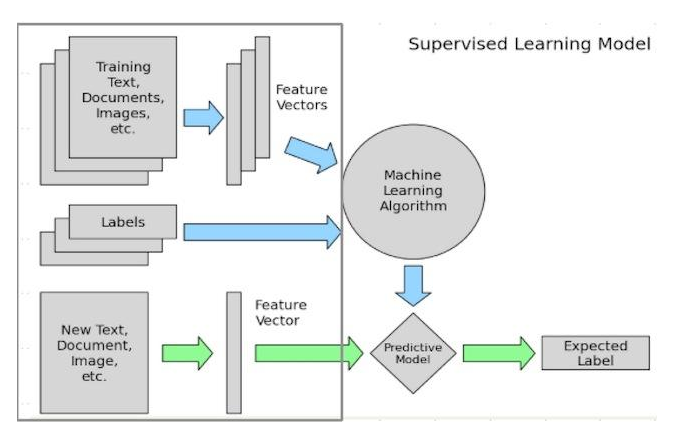 Supervised Learning Model
Training
Text,
Documents,
Images,
etc.
Feature
Vectors
Machine
Learning
Algorithm
Labels
New Text,
Document,
Image,
etc.
Feature
Vector
Predictive
Model
Expected
Label